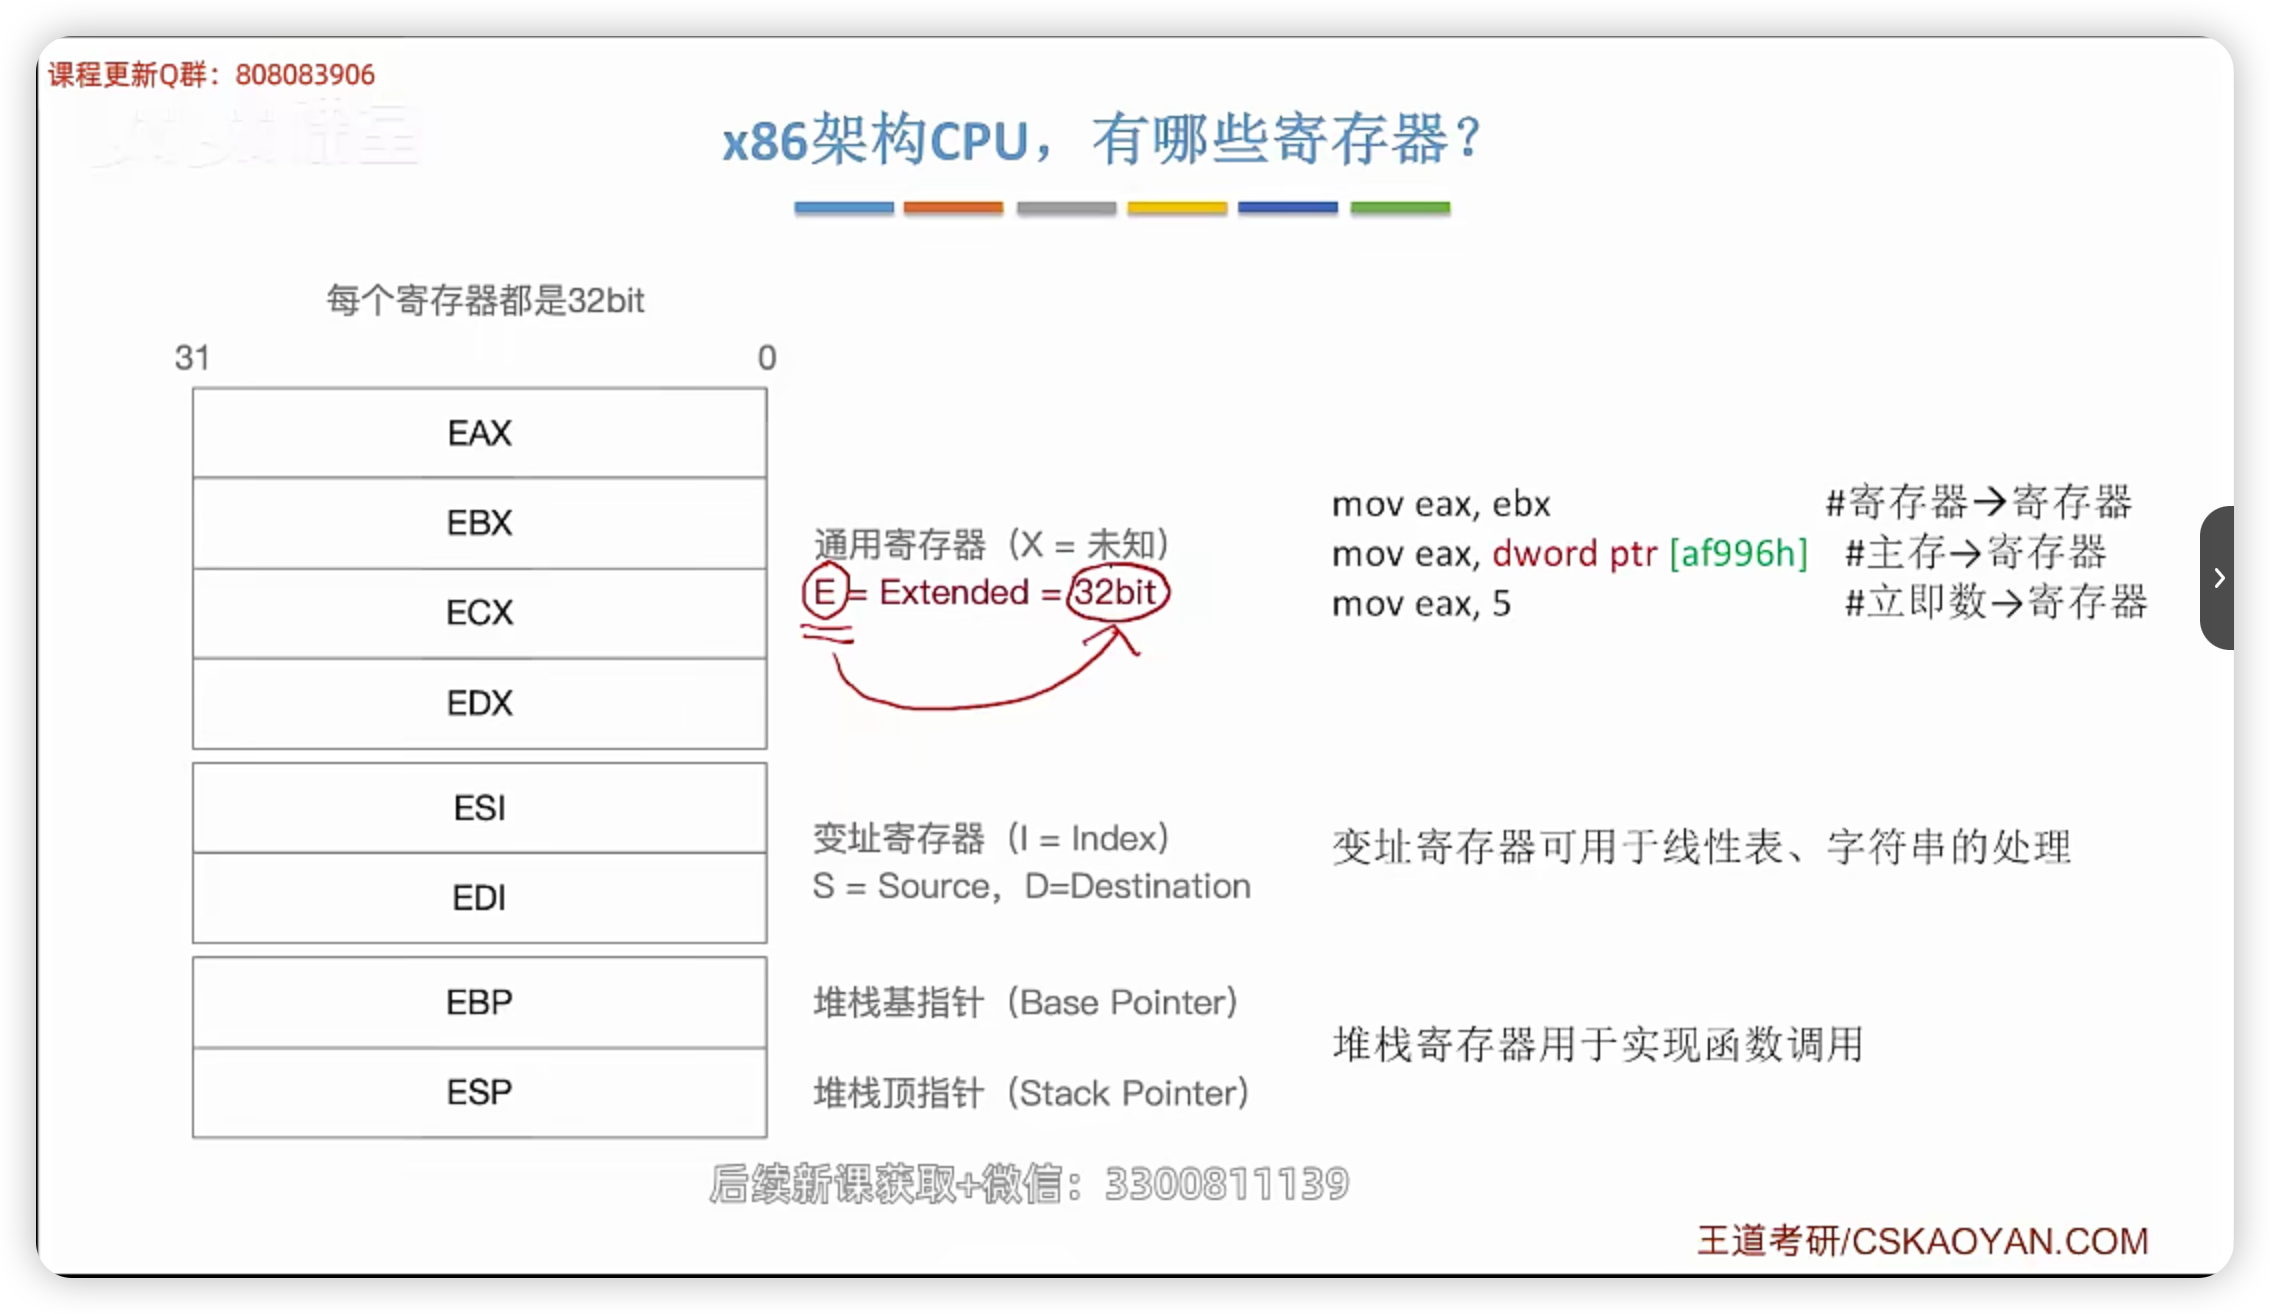 课程更新Q群：808083906
x86架构CPU，有哪些寄存器？
每个寄存器都是32bit
31 0
EAX
EBX
ECX
EDX
通用寄存器（X = 未知）
E = Extended = 32bit
mov eax, ebx #寄存器→寄存器
mov eax, dword ptr [af996h] #主存→寄存器
mov eax, 5 #立即数→寄存器
ESI
EDI
变址寄存器（I = Index）
S = Source，D=Destination
变址寄存器可用于线性表、字符串的处理
EBP
ESP
堆栈基指针（Base Pointer）
堆栈顶指针（Stack Pointer）
堆栈寄存器用于实现函数调用
后续新课获取+微信：3300811139
王道考研/CSKAOYAN.COM